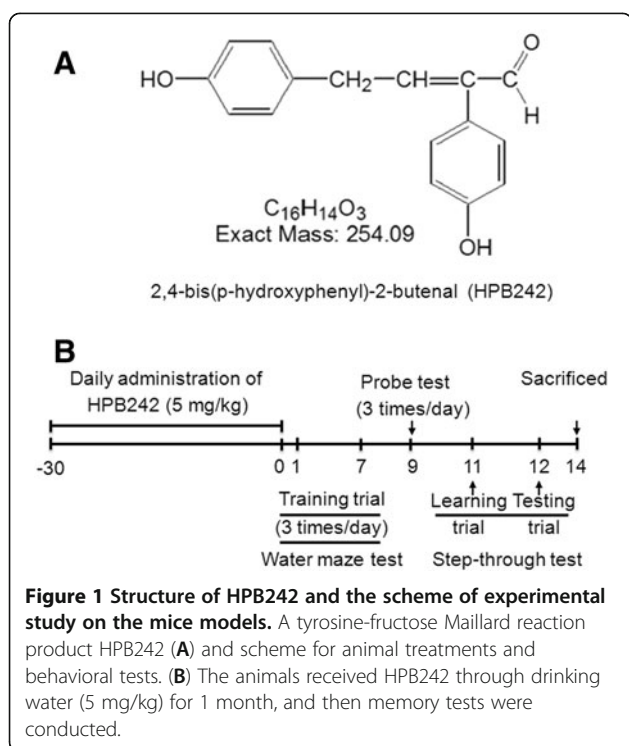 A
HO
CH₂
CH
C
C
O
H
OH
C₁₆H₁₄O₃
Exact Mass: 254.09
2,4-bis(p-hydroxyphenyl)-2-butenal (HPB242)
B
Daily administration of
HPB242 (5 mg/kg)
Probe test
(3 times/day)
Sacrificed
-30 0 1 7 9 11 12 14
Training trial
(3 times/day)
Water maze test
Learning Testing
trial trial
Step-through test
Figure 1 Structure of HPB242 and the scheme of experimental
study on the mice models. A tyrosine-fructose Maillard reaction
product HPB242 (A) and scheme for animal treatments and
behavioral tests. (B) The animals received HPB242 through drinking
water (5 mg/kg) for 1 month, and then memory tests were
conducted.